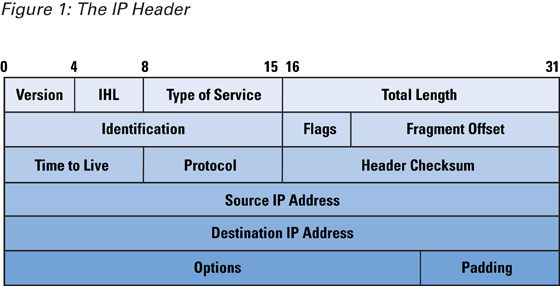 Figure 1: The IP Header
0 4 8 15 16 31
Version IHL Type of Service Total Length
Identification Flags Fragment Offset
Time to Live Protocol Header Checksum
Source IP Address
Destination IP Address
Options Padding